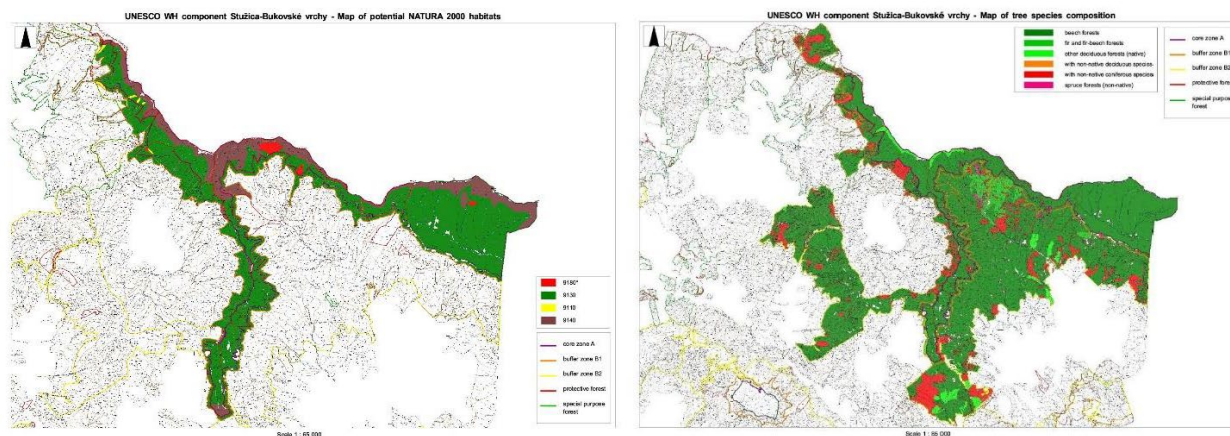 UNESCO WH component Stužica-Bukovské vrchy - Map of potential NATURA 2000 habitats
9180*
9130
9110
9140
core zone A
buffer zone B1
buffer zone B2
protective forest
special purpose
forest
Scale 1 : 65 000
UNESCO WH component Stužica-Bukovské vrchy - Map of tree species composition
beech forests
fir and fir-beech forests
other deciduous forests (native)
with non-native deciduous species
with non-native coniferous species
spruce forests (non-native)
core zone A
buffer zone B1
buffer zone B2
protective fores
special purpose
forest
Scale 1 : 65 000